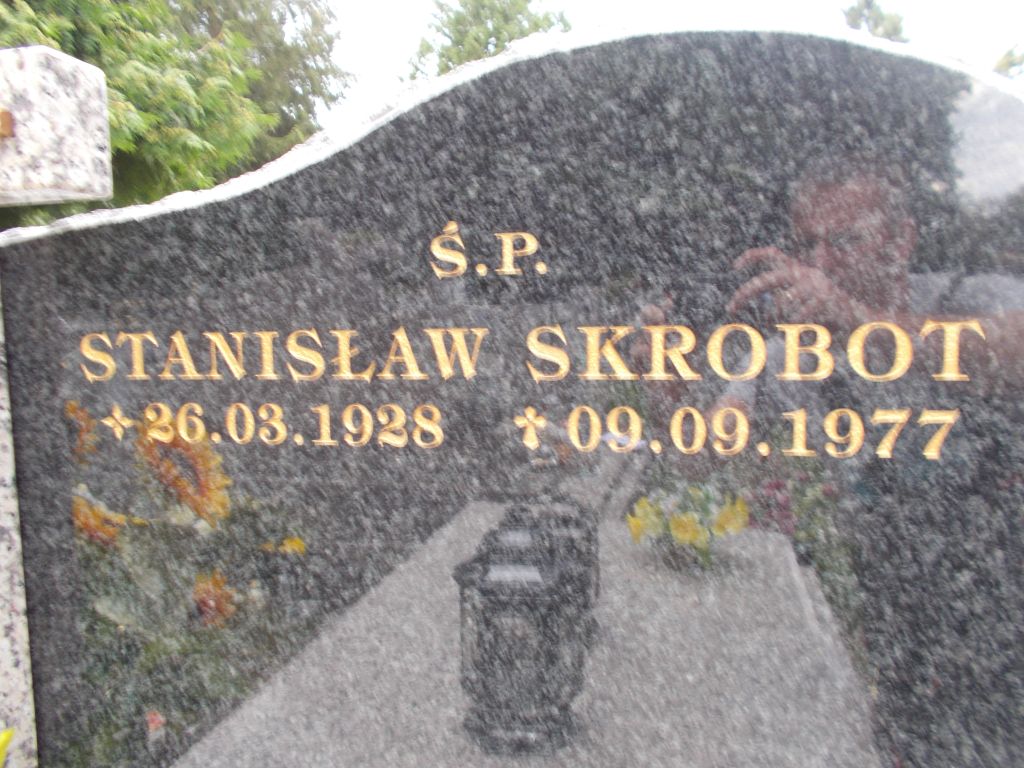 Ś.P.
STANISŁAW SKROBOT
✧26.03.1928 ✝09.09.1977